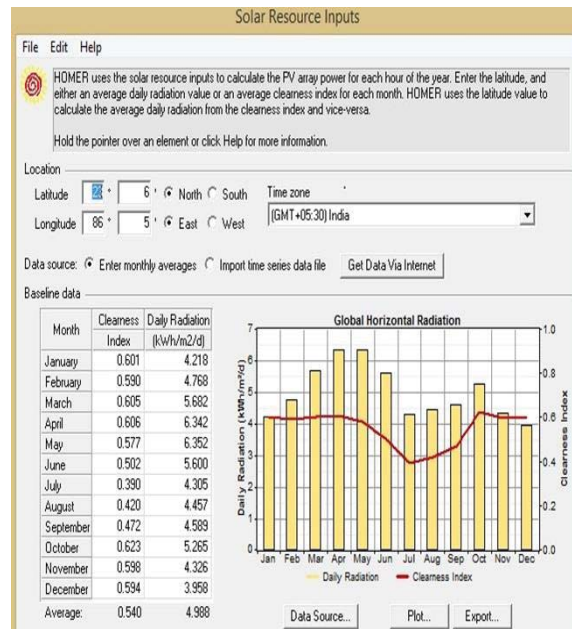 Solar Resource Inputs
File Edit Help
HOMER uses the solar resource inputs to calculate the PV array power for each hour of the year. Enter the latitude, and
either an average daily radiation value or an average clearness index for each month. HOMER uses the latitude value to
calculate the average daily radiation from the clearness index and vice-versa.
Hold the pointer over an element or click Help for more information.
Location
Latitude ° 6 ' North South Time zone
Longitude 86 ° 5 ' East West (GMT+05:30) India
Data source: Enter monthly averages Import time series data file Get Data Via Internet
Baseline data
Month Clearness Index Daily Radiation (kWh/m2/d)
January 0.601 4.218
February 0.590 4.768
March 0.605 5.682
April 0.606 6.342
May 0.577 6.352
June 0.502 5.600
July 0.390 4.305
August 0.420 4.457
September 0.472 4.589
October 0.623 5.265
November 0.598 4.326
December 0.594 3.958
Average: 0.540 4.988
Global Horizontal Radiation
Daily Radiation (kWh/m²/d)
7
6
5
4
3
2
1
0
1.0
0.8
0.6
0.4
0.2
0.0
Clearness Index
Jan Feb Mar Apr May Jun Jul Aug Sep Oct Nov Dec
Daily Radiation Clearness Index
Data Source... Plot... Export...